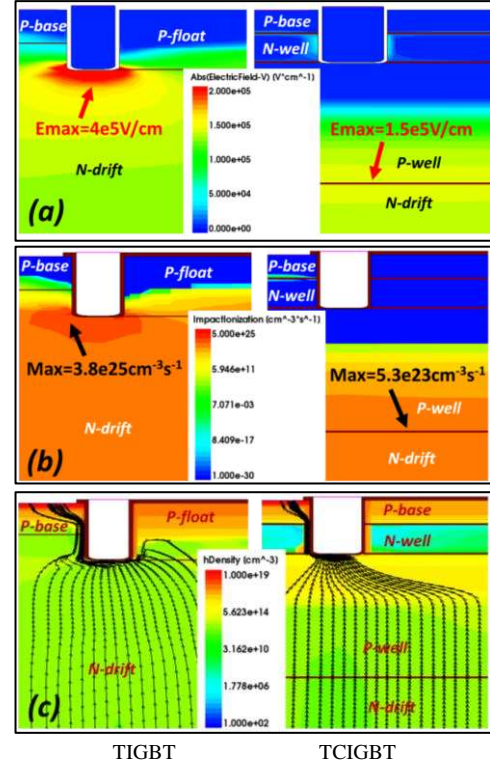 P-base
P-float
P-base
N-well
Abs(ElectricField-V) (V*cm^-1)
2.000e+05
1.500e+05
1.000e+05
5.000e+04
0.000e+00
Emax=4e5V/cm
N-drift
(a)
Emax=1.5e5V/cm
P-well
N-drift
P-base
P-float
P-base
N-well
ImpactIonization (cm^-3*s^-1)
5.000e+25
5.946e+11
7.071e-03
8.409e-17
1.000e-30
Max=3.8e25cm⁻³s⁻¹
N-drift
(b)
Max=5.3e23cm⁻³s⁻¹
P-well
N-drift
P-base
P-float
P-base
N-well
hDensity (cm^-3)
1.000e+19
5.623e+14
3.162e+10
1.778e+06
1.000e+02
N-drift
(c)
P-well
N-drift
TIGBT
TCIGBT